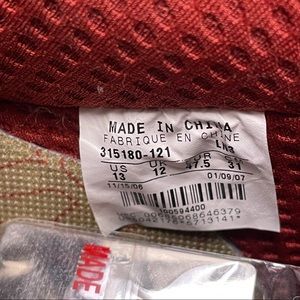 MADE IN CHINA
FABRIQUE EN CHINE
315180-121 LN3
US UK EUR
13 12 47.5 31
11/15/06 01/09/07
MADE